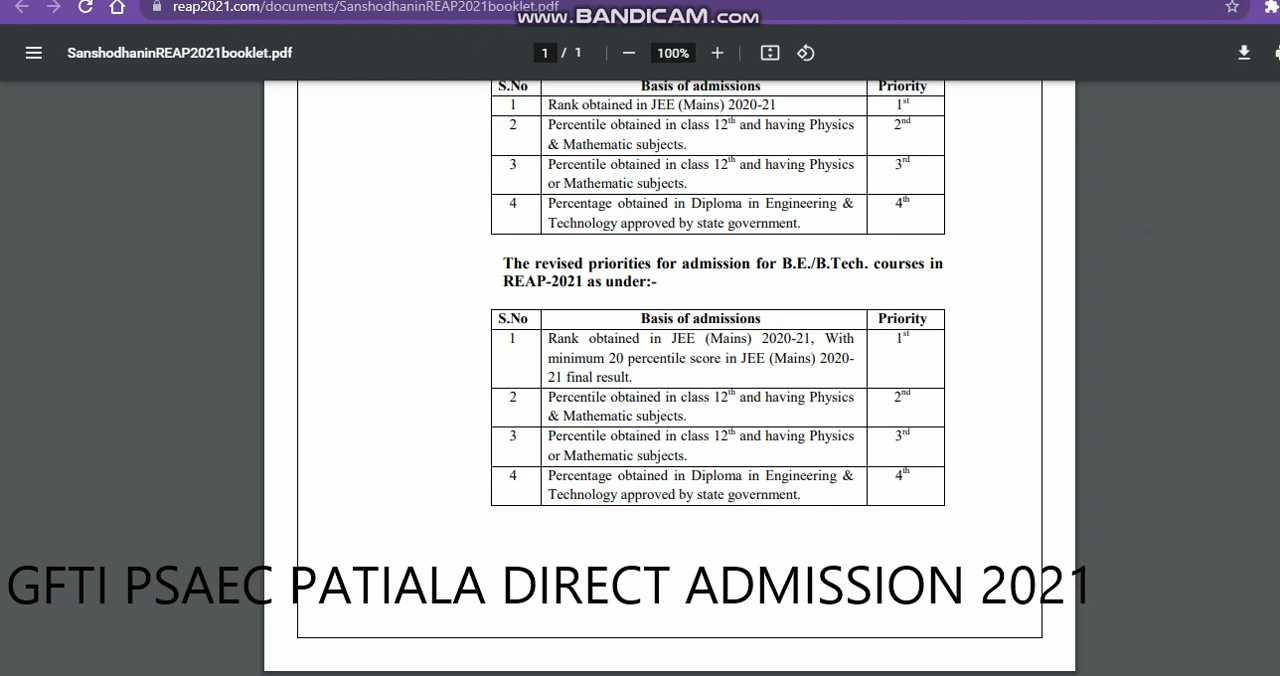 reap2021.com/documents/SanshodhaninREAP2021booklet.pdf
www.BANDICAM.com
SanshodhaninREAP2021booklet.pdf
1 / 1
100%
S.No Basis of admissions Priority
1 Rank obtained in JEE (Mains) 2020-21 1st
2 Percentile obtained in class 12th and having Physics 2nd
& Mathematic subjects.
3 Percentile obtained in class 12th and having Physics 3rd
or Mathematic subjects.
4 Percentage obtained in Diploma in Engineering & 4th
Technology approved by state government.
The revised priorities for admission for B.E./B.Tech. courses in
REAP-2021 as under:-
S.No Basis of admissions Priority
1 Rank obtained in JEE (Mains) 2020-21, With 1st
minimum 20 percentile score in JEE (Mains) 2020-
21 final result.
2 Percentile obtained in class 12th and having Physics 2nd
& Mathematic subjects.
3 Percentile obtained in class 12th and having Physics 3rd
or Mathematic subjects.
4 Percentage obtained in Diploma in Engineering & 4th
Technology approved by state government.
GFTI PSAEC PATIALA DIRECT ADMISSION 2021